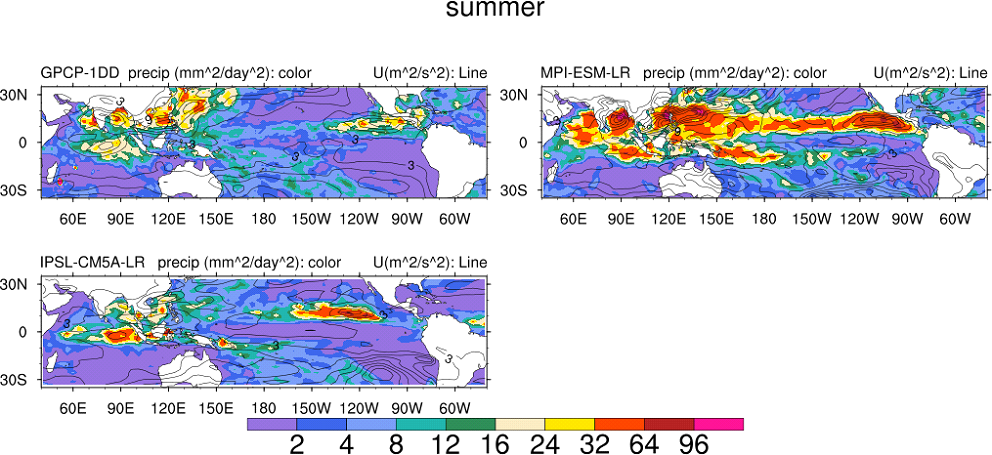 summer
GPCP-1DD precip (mm^2/day^2): color U(m^2/s^2): Line
MPI-ESM-LR precip (mm^2/day^2): color U(m^2/s^2): Line
30N
0
30S
60E 90E 120E 150E 180 150W 120W 90W 60W
30N
0
30S
60E 90E 120E 150E 180 150W 120W 90W 60W
IPSL-CM5A-LR precip (mm^2/day^2): color U(m^2/s^2): Line
30N
0
30S
60E 90E 120E 150E 180 150W 120W 90W 60W
2 4 8 12 16 24 32 64 96